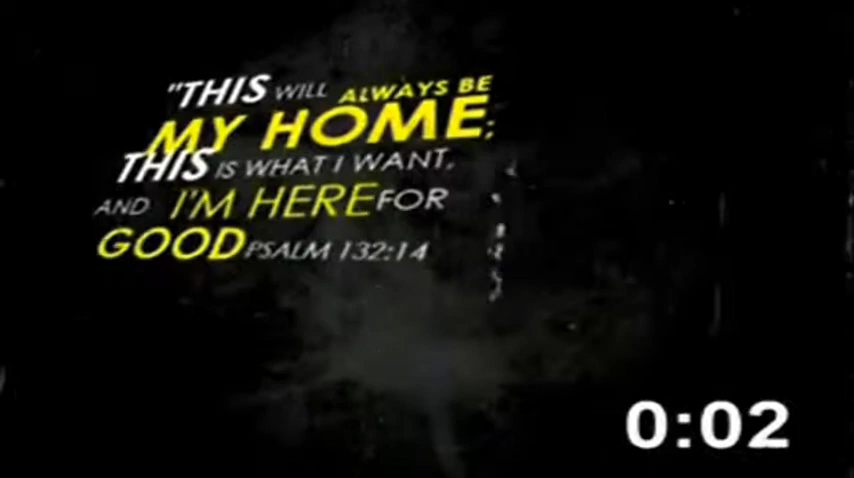 "THIS WILL ALWAYS BE
MY HOME;
THIS IS WHAT I WANT,
AND I'M HERE FOR
GOOD PSALM 132:14
0:02